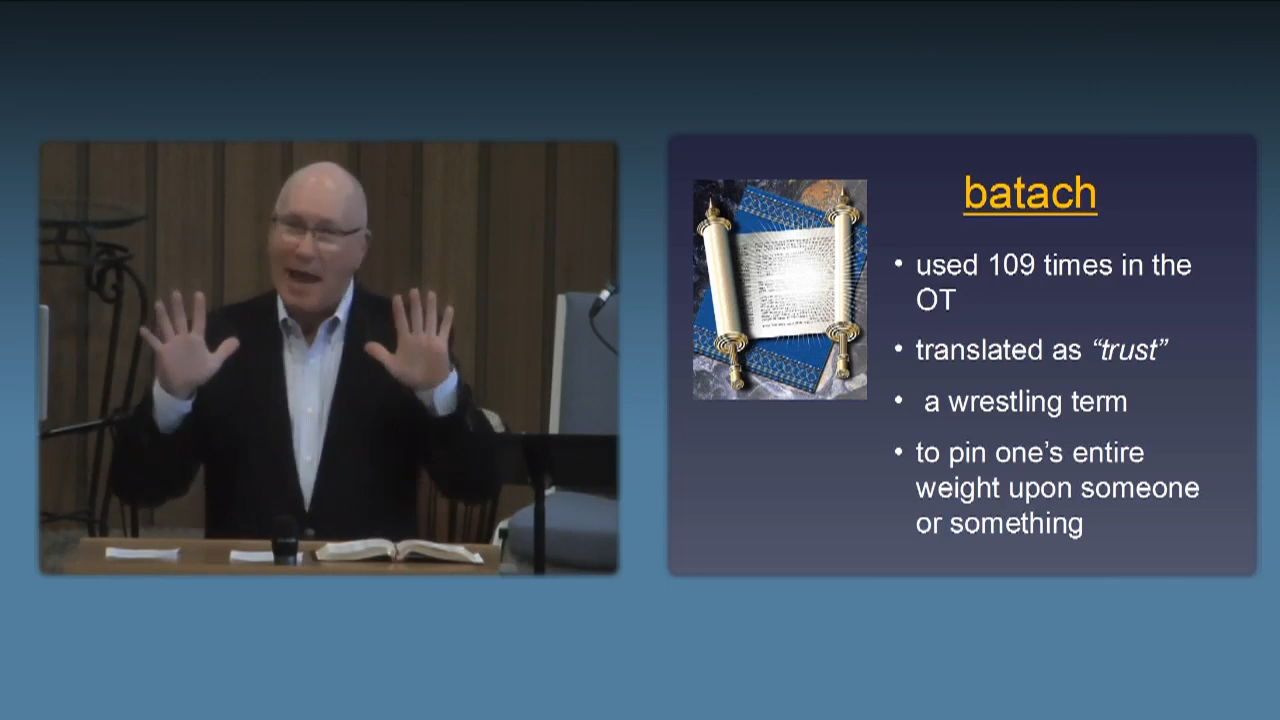 batach
• used 109 times in the
OT
• translated as “trust”
• a wrestling term
• to pin one’s entire
weight upon someone
or something